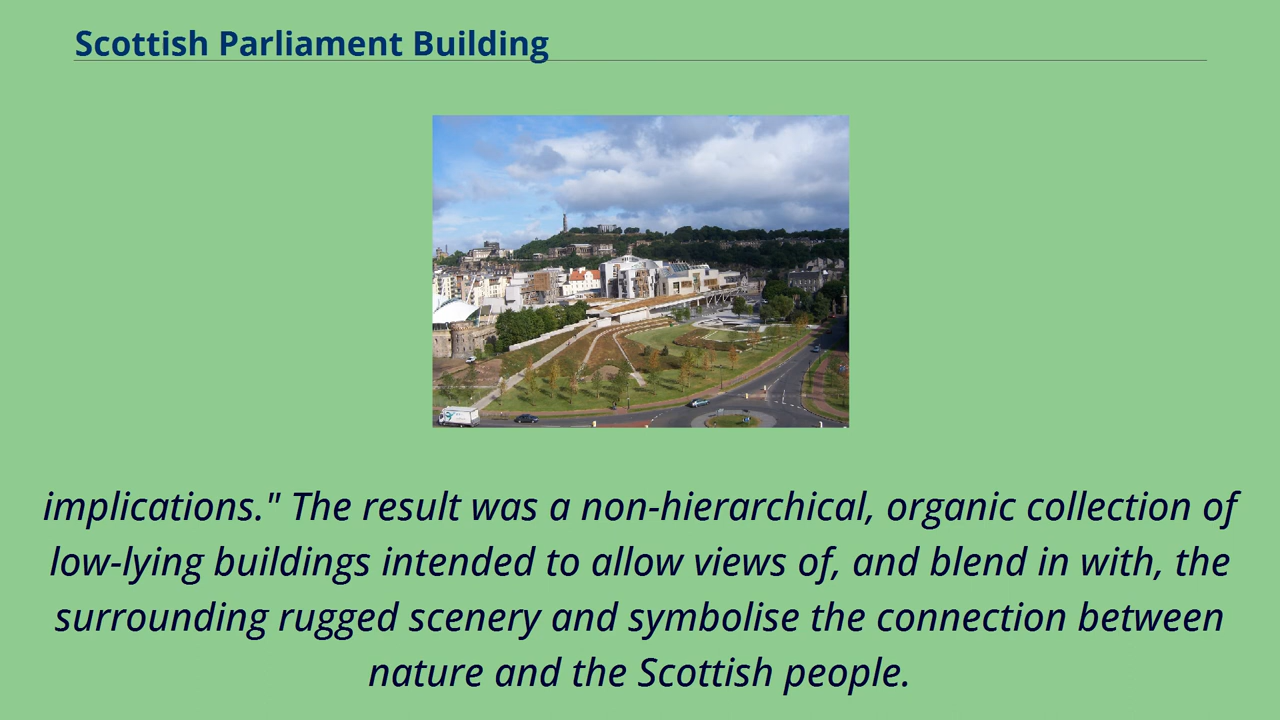 Scottish Parliament Building
implications." The result was a non-hierarchical, organic collection of
low-lying buildings intended to allow views of, and blend in with, the
surrounding rugged scenery and symbolise the connection between
nature and the Scottish people.